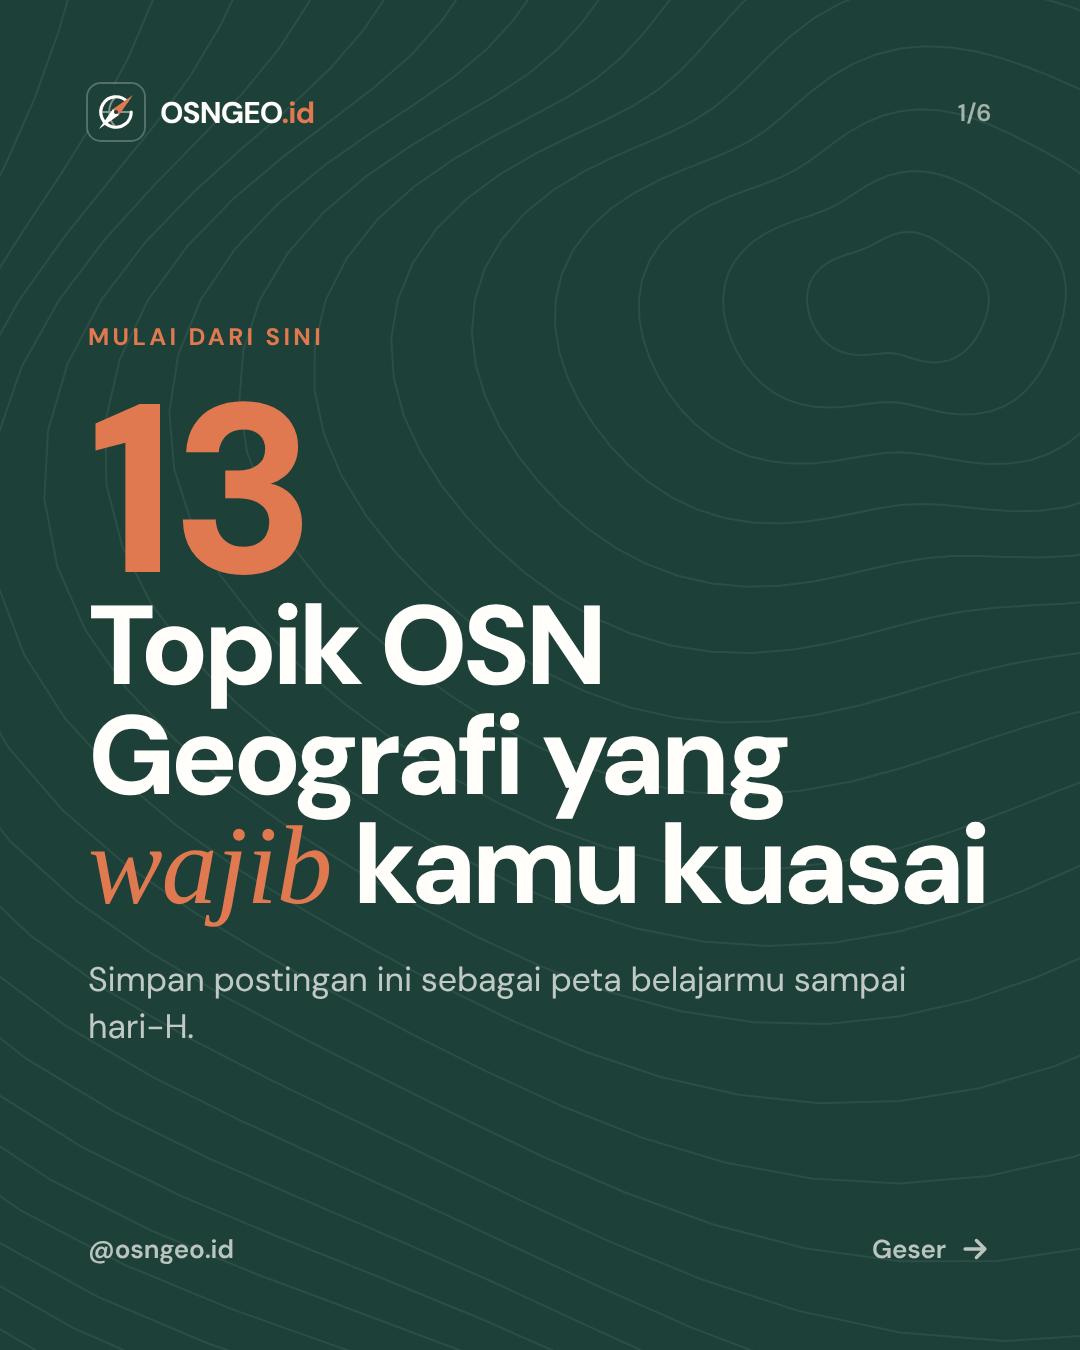 OSNGEO.id
1/6
MULAI DARI SINI
13
Topik OSN
Geografi yang
wajib kamu kuasai
Simpan postingan ini sebagai peta belajarmu sampai
hari-H.
@osngeo.id
Geser →